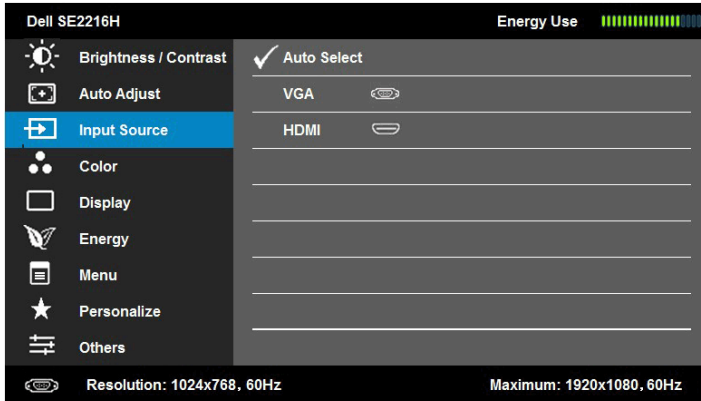 Dell SE2216H Energy Use
Brightness / Contrast Auto Select
Auto Adjust VGA
Input Source HDMI
Color
Display
Energy
Menu
Personalize
Others
Resolution: 1024x768, 60Hz Maximum: 1920x1080, 60Hz